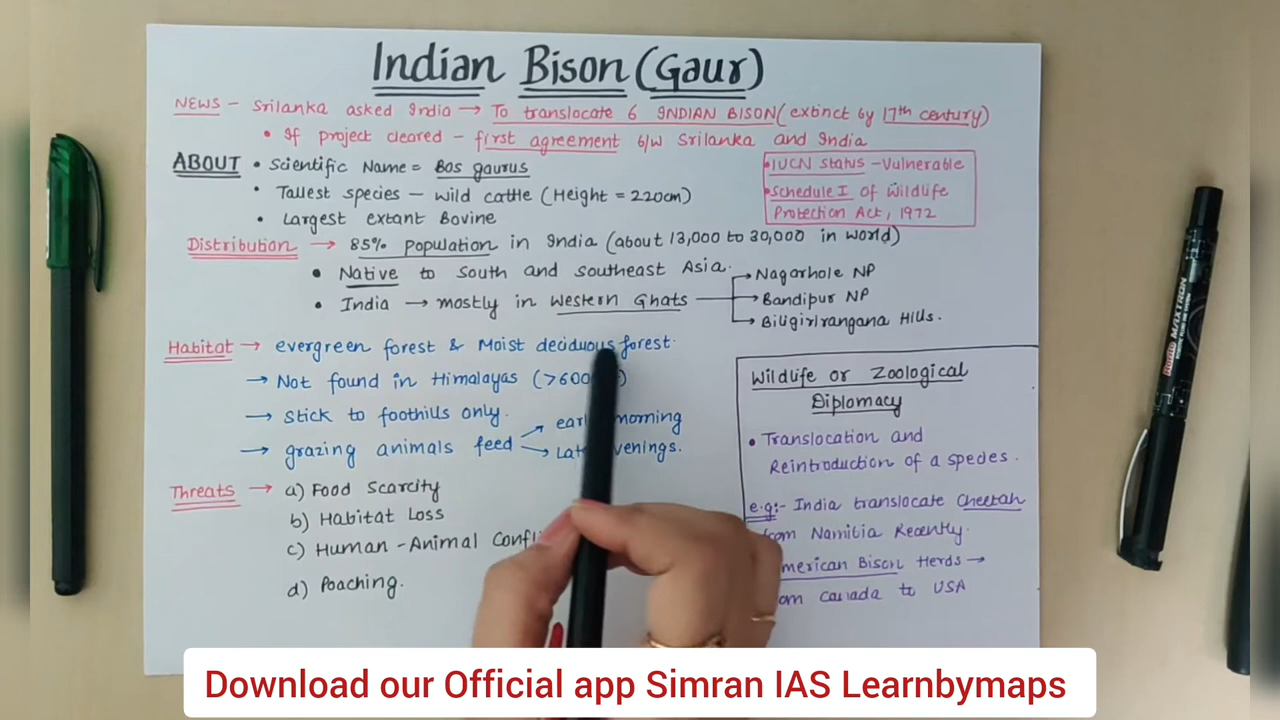 Indian Bison (Gaur)
NEWS - Srilanka asked India → To translocate 6 INDIAN BISON (extinct by 17th century)
• If project cleared - first agreement b/w Srilanka and India
ABOUT • Scientific Name = Bos gaurus
• Tallest species - wild cattle (Height = 220cm)
• Largest extant Bovine
• IUCN Status - Vulnerable
• Schedule I of Wildlife
Protection Act, 1972
Distribution → 85% population in India (about 13,000 to 30,000 in world)
• Native to South and Southeast Asia.
• India → mostly in Western Ghats
→ Nagarhole NP
→ Bandipur NP
→ Biligirirangana Hills.
Habitat → evergreen forest & Moist deciduous forest.
→ Not found in Himalayas
→ Stick to foothills only.
→ grazing animals feed
→ morning
→ 
Threats → a) Food Scarcity
b) Habitat Loss
c) Human - Animal
d) Poaching.
Wildlife or Zoological
Diplomacy
• Translocation and
Reintroduction of a species.
e.g:- India translocate Cheetah
Namibia Recently.
Bison Herds →
Canada to USA
MAXTRON
Download our Official app Simran IAS Learnbymaps